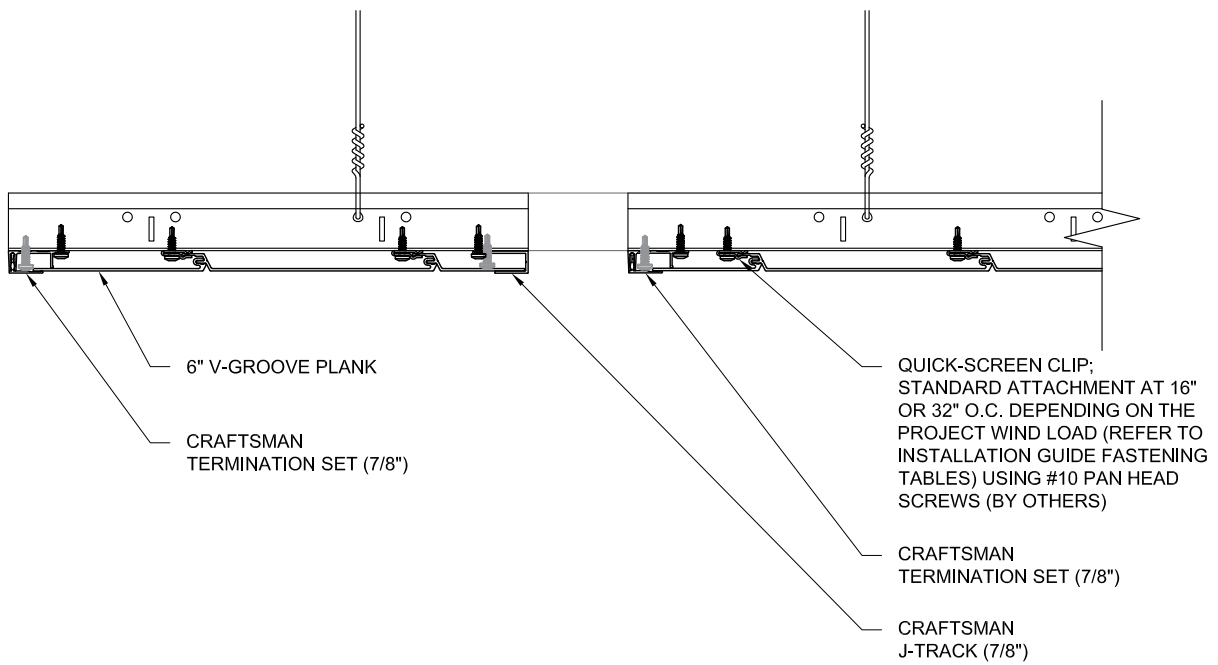 6" V-GROOVE PLANK
CRAFTSMAN
TERMINATION SET (7/8")
QUICK-SCREEN CLIP;
STANDARD ATTACHMENT AT 16"
OR 32" O.C. DEPENDING ON THE
PROJECT WIND LOAD (REFER TO
INSTALLATION GUIDE FASTENING
TABLES) USING #10 PAN HEAD
SCREWS (BY OTHERS)
CRAFTSMAN
TERMINATION SET (7/8")
CRAFTSMAN
J-TRACK (7/8")